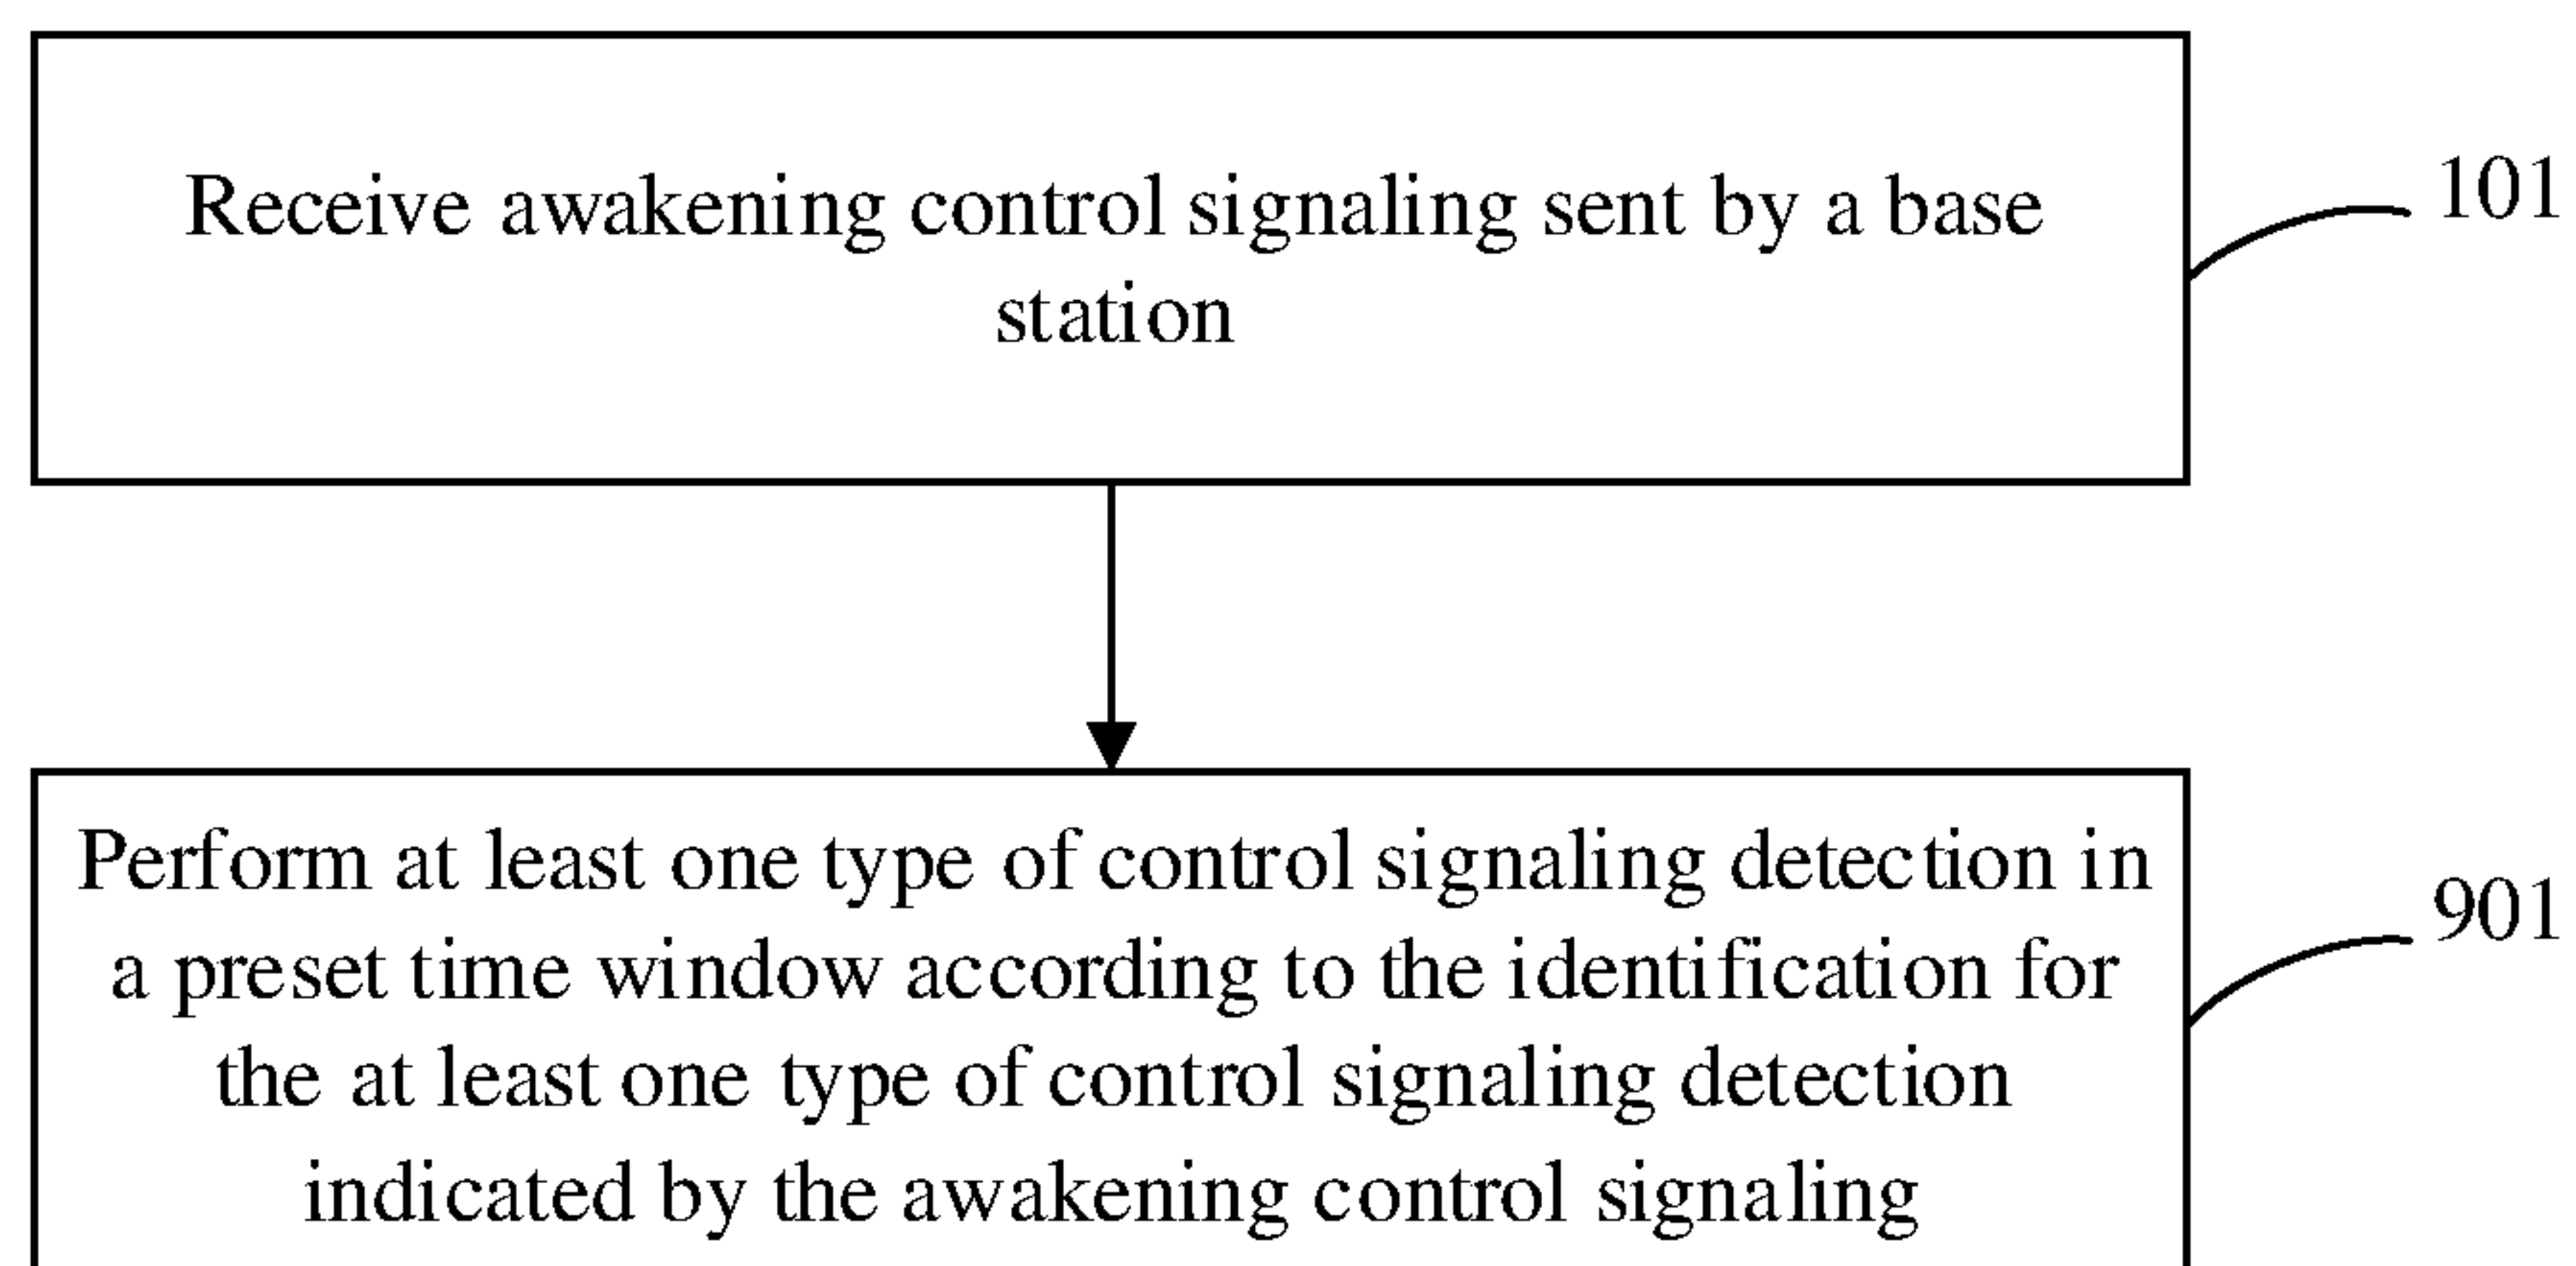 Receive awakening control signaling sent by a base
station
101
Perform at least one type of control signaling detection in
a preset time window according to the identification for
the at least one type of control signaling detection
indicated by the awakening control signaling
901